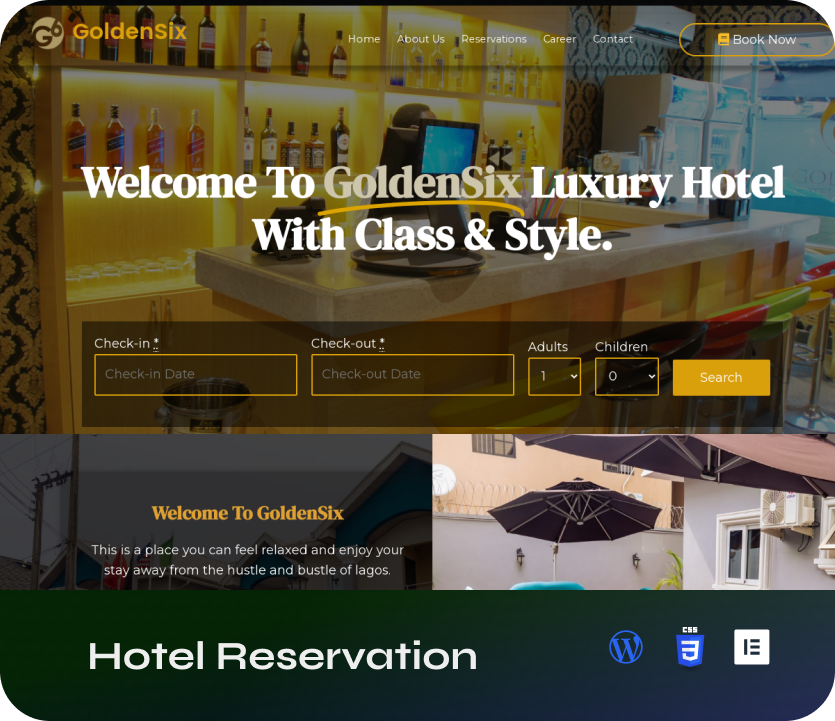 GoldenSix
Home About Us Reservations Career Contact
Book Now
Welcome To GoldenSix Luxury Hotel
With Class & Style.
Check-in *
Check-out *
Adults
Children
Check-in Date
Check-out Date
1
0
Search
Welcome To GoldenSix
This is a place you can feel relaxed and enjoy your
stay away from the hustle and bustle of lagos.
Hotel Reservation
CSS